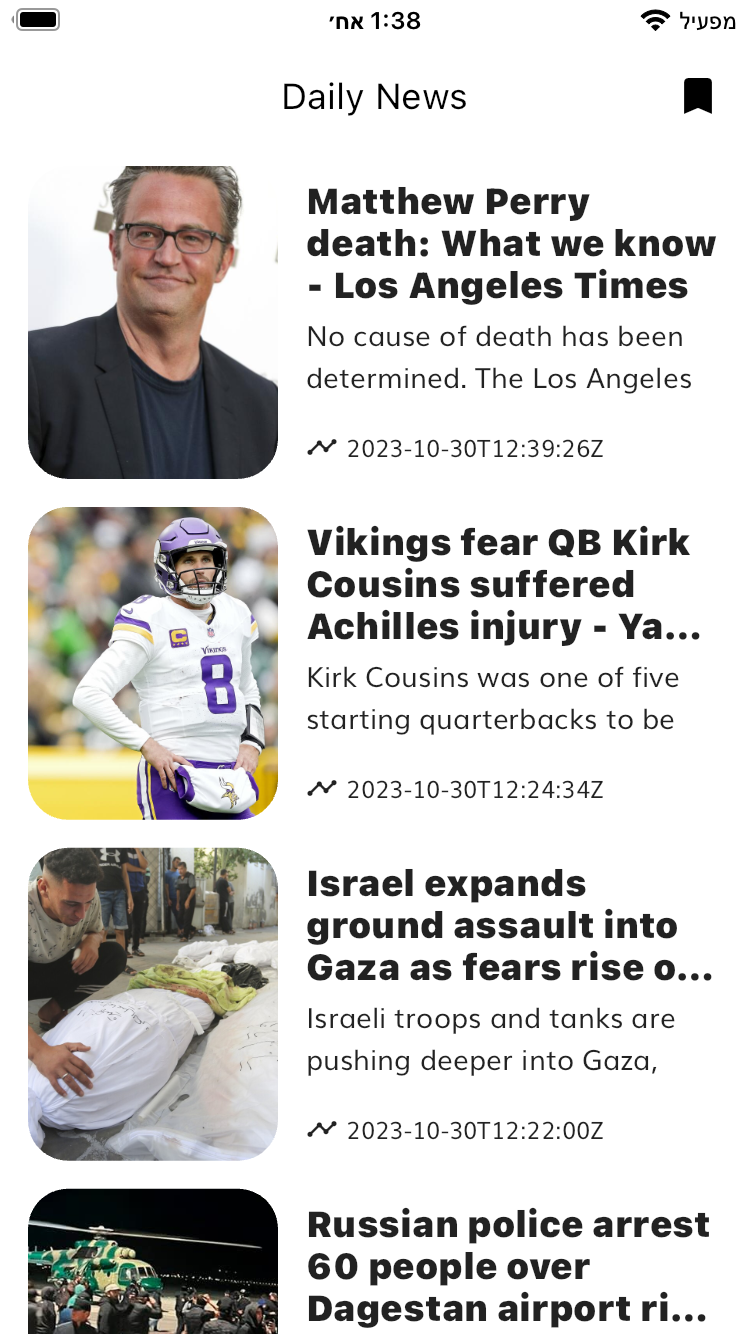 1:38 אח׳
מפעיל
Daily News
Matthew Perry
death: What we know
- Los Angeles Times
No cause of death has been
determined. The Los Angeles
2023-10-30T12:39:26Z
Vikings fear QB Kirk
Cousins suffered
Achilles injury - Ya...
Kirk Cousins was one of five
starting quarterbacks to be
2023-10-30T12:24:34Z
C
Vikings
8
Israel expands
ground assault into
Gaza as fears rise o...
Israeli troops and tanks are
pushing deeper into Gaza,
2023-10-30T12:22:00Z
Russian police arrest
60 people over
Dagestan airport ri...